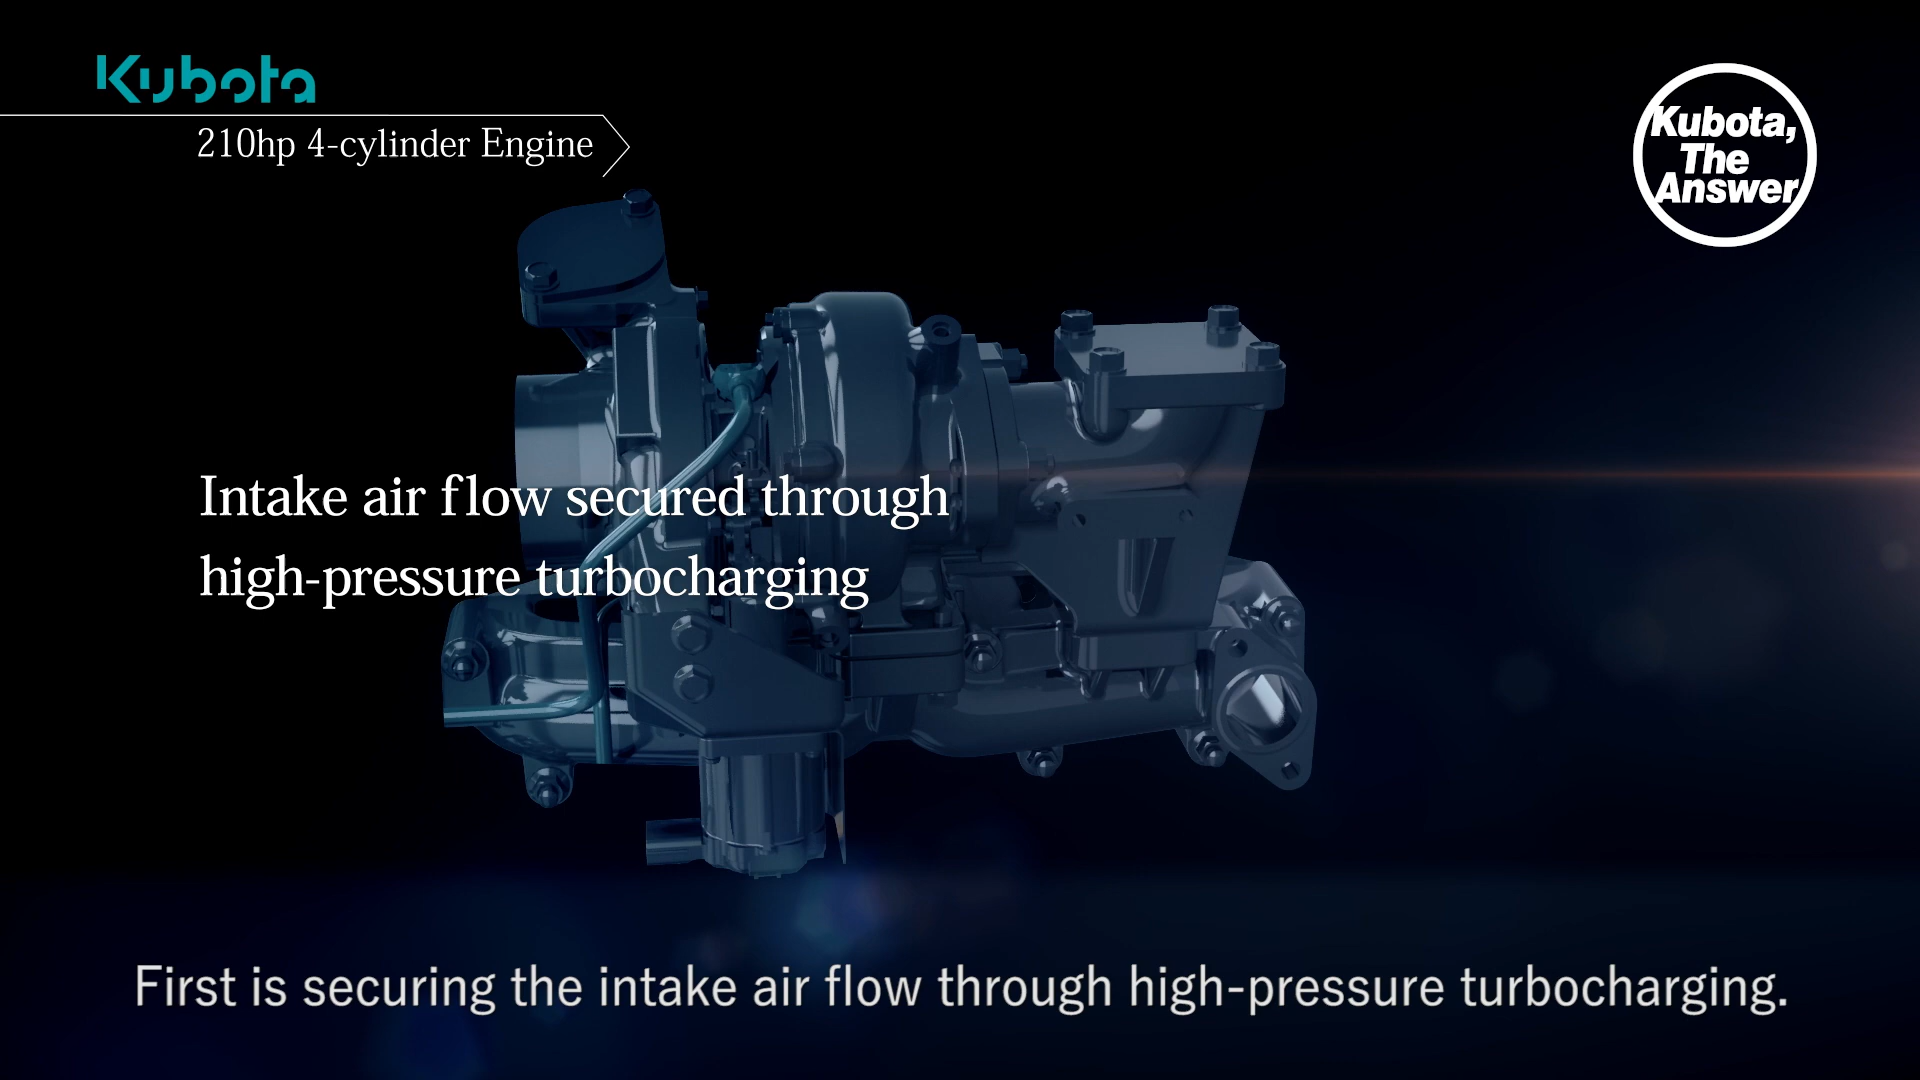 Kubota
210hp 4-cylinder Engine
Kubota,
The
Answer
Intake air flow secured through
high-pressure turbocharging
First is securing the intake air flow through high-pressure turbocharging.